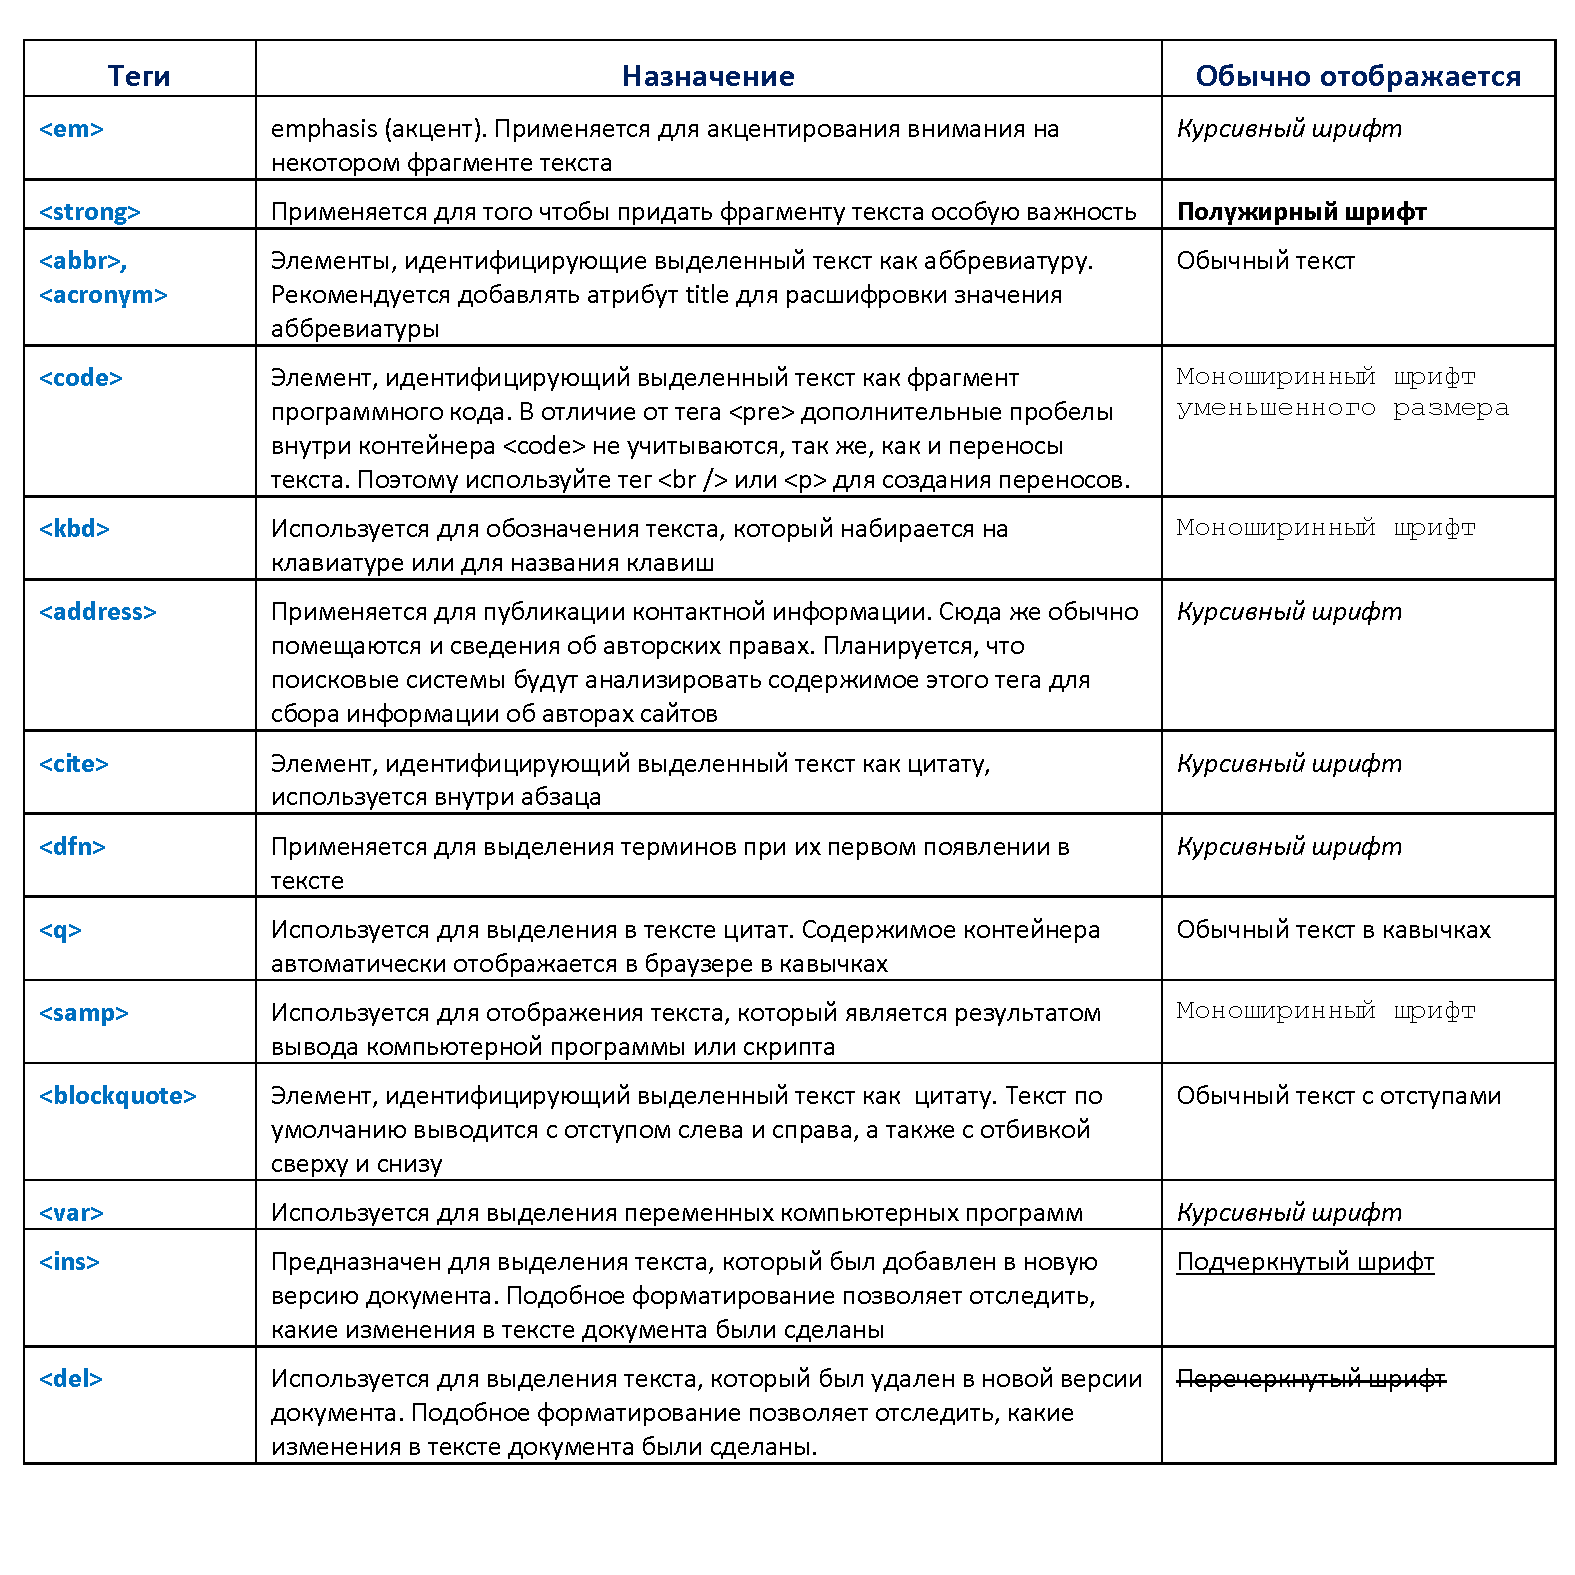 Теги Назначение Обычно отображается
<em> emphasis (акцент). Применяется для акцентирования внимания на Курсивный шрифт
некотором фрагменте текста
<strong> Применяется для того чтобы придать фрагменту текста особую важность Полужирный шрифт
<abbr>, Элементы, идентифицирующие выделенный текст как аббревиатуру. Обычный текст
<acronym> Рекомендуется добавлять атрибут title для расшифровки значения
аббревиатуры
<code> Элемент, идентифицирующий выделенный текст как фрагмент Моноширинный шрифт
программного кода. В отличие от тега <pre> дополнительные пробелы уменьшенного размера
внутри контейнера <code> не учитываются, так же, как и переносы
текста. Поэтому используйте тег <br /> или <p> для создания переносов.
<kbd> Используется для обозначения текста, который набирается на Моноширинный шрифт
клавиатуре или для названия клавиш
<address> Применяется для публикации контактной информации. Сюда же обычно Курсивный шрифт
помещаются и сведения об авторских правах. Планируется, что
поисковые системы будут анализировать содержимое этого тега для
сбора информации об авторах сайтов
<cite> Элемент, идентифицирующий выделенный текст как цитату, Курсивный шрифт
используется внутри абзаца
<dfn> Применяется для выделения терминов при их первом появлении в Курсивный шрифт
тексте
<q> Используется для выделения в тексте цитат. Содержимое контейнера Обычный текст в кавычках
автоматически отображается в браузере в кавычках
<samp> Используется для отображения текста, который является результатом Моноширинный шрифт
вывода компьютерной программы или скрипта
<blockquote> Элемент, идентифицирующий выделенный текст как цитату. Текст по Обычный текст с отступами
умолчанию выводится с отступом слева и справа, а также с отбивкой
сверху и снизу
<var> Используется для выделения переменных компьютерных программ Курсивный шрифт
<ins> Предназначен для выделения текста, который был добавлен в новую Подчеркнутый шрифт
версию документа. Подобное форматирование позволяет отследить,
какие изменения в тексте документа были сделаны
<del> Используется для выделения текста, который был удален в новой версии Перечеркнутый шрифт
документа. Подобное форматирование позволяет отследить, какие
изменения в тексте документа были сделаны.